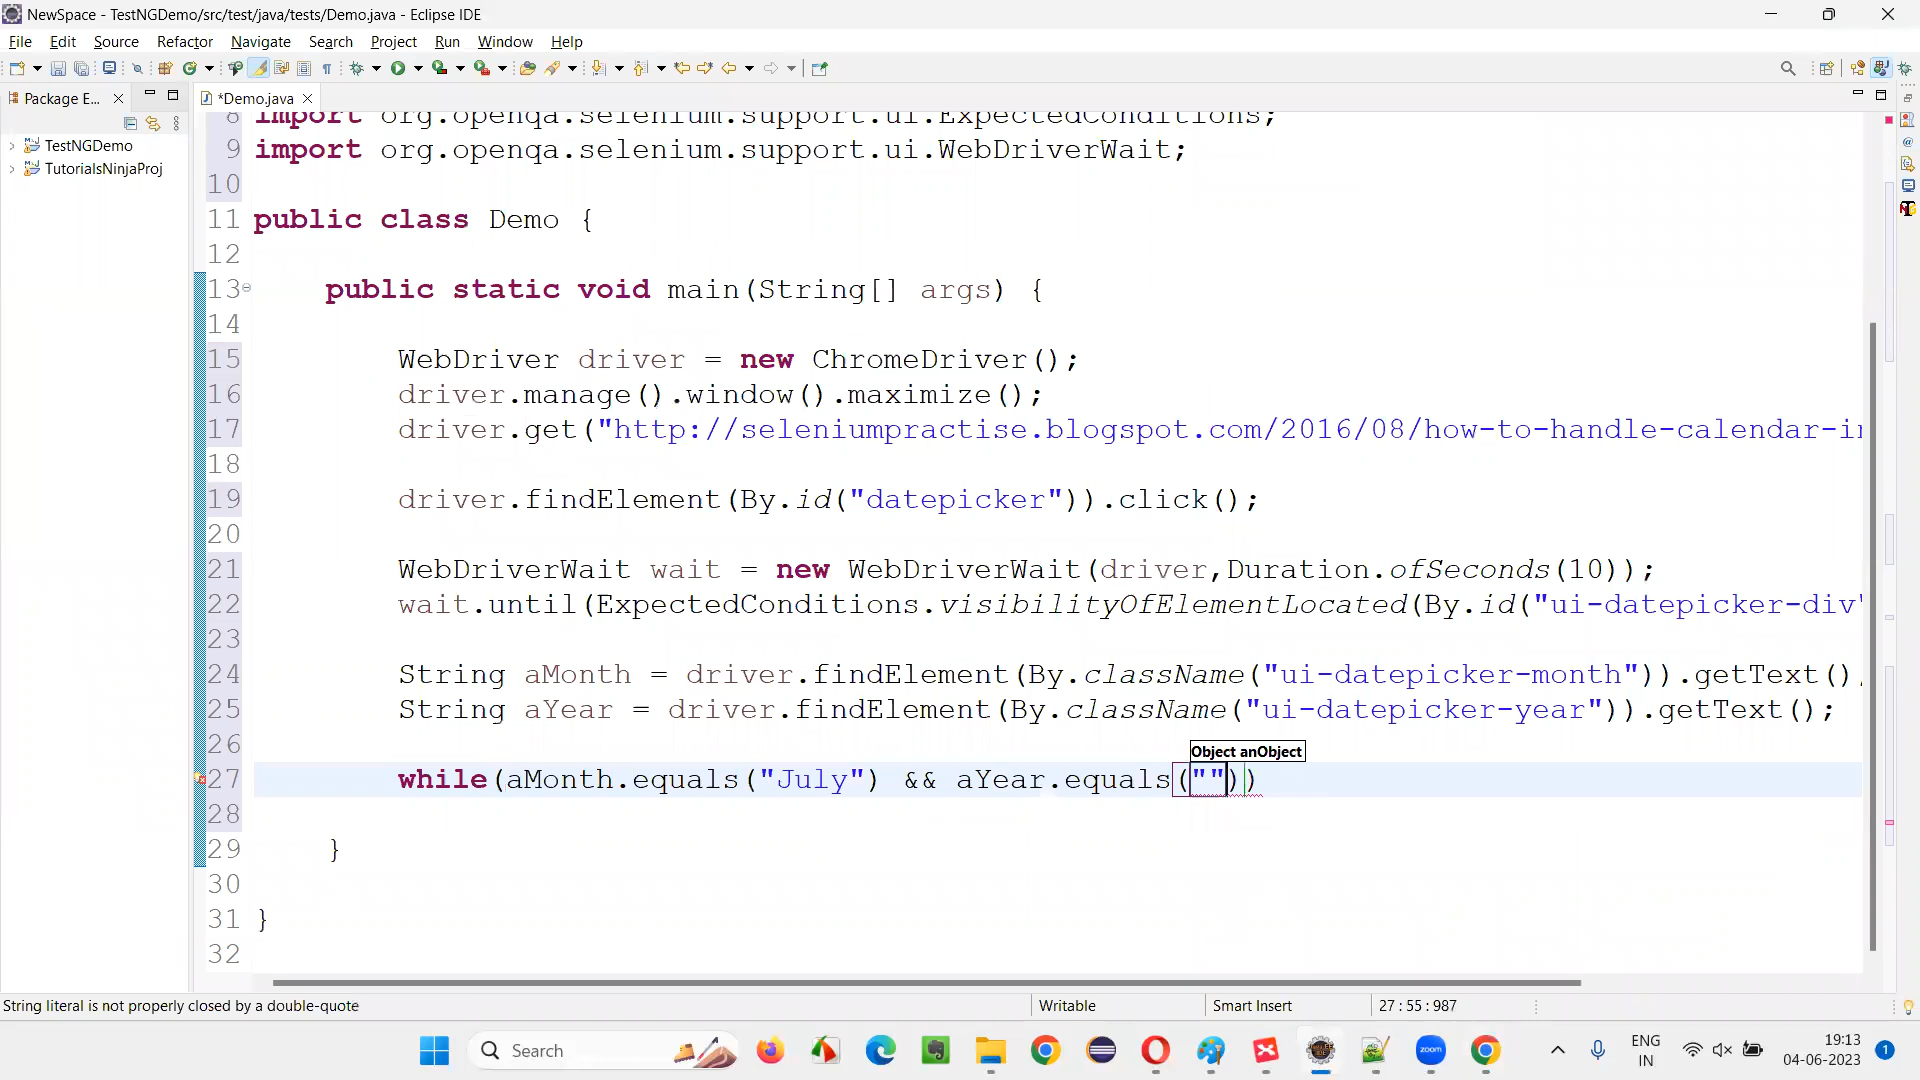 NewSpace - TestNGDemo/src/test/java/tests/Demo.java - Eclipse IDE
File Edit Source Refactor Navigate Search Project Run Window Help
Package E... *Demo.java
TestNGDemo
TutorialsNinjaProj
8 import org.openqa.selenium.support.ui.ExpectedConditions;
9 import org.openqa.selenium.support.ui.WebDriverWait;
10
11 public class Demo {
12
13 public static void main(String[] args) {
14
15 WebDriver driver = new ChromeDriver();
16 driver.manage().window().maximize();
17 driver.get("http://seleniumpractise.blogspot.com/2016/08/how-to-handle-calendar-in
18
19 driver.findElement(By.id("datepicker")).click();
20
21 WebDriverWait wait = new WebDriverWait(driver,Duration.ofSeconds(10));
22 wait.until(ExpectedConditions.visibilityOfElementLocated(By.id("ui-datepicker-div"
23
24 String aMonth = driver.findElement(By.className("ui-datepicker-month")).getText();
25 String aYear = driver.findElement(By.className("ui-datepicker-year")).getText();
26
Object anObject
27 while(aMonth.equals("July") && aYear.equals(""))
28
29 }
30
31 }
32
String literal is not properly closed by a double-quote Writable Smart Insert 27 : 55 : 987
Search zoom ENG IN 19:13 04-06-2023 1